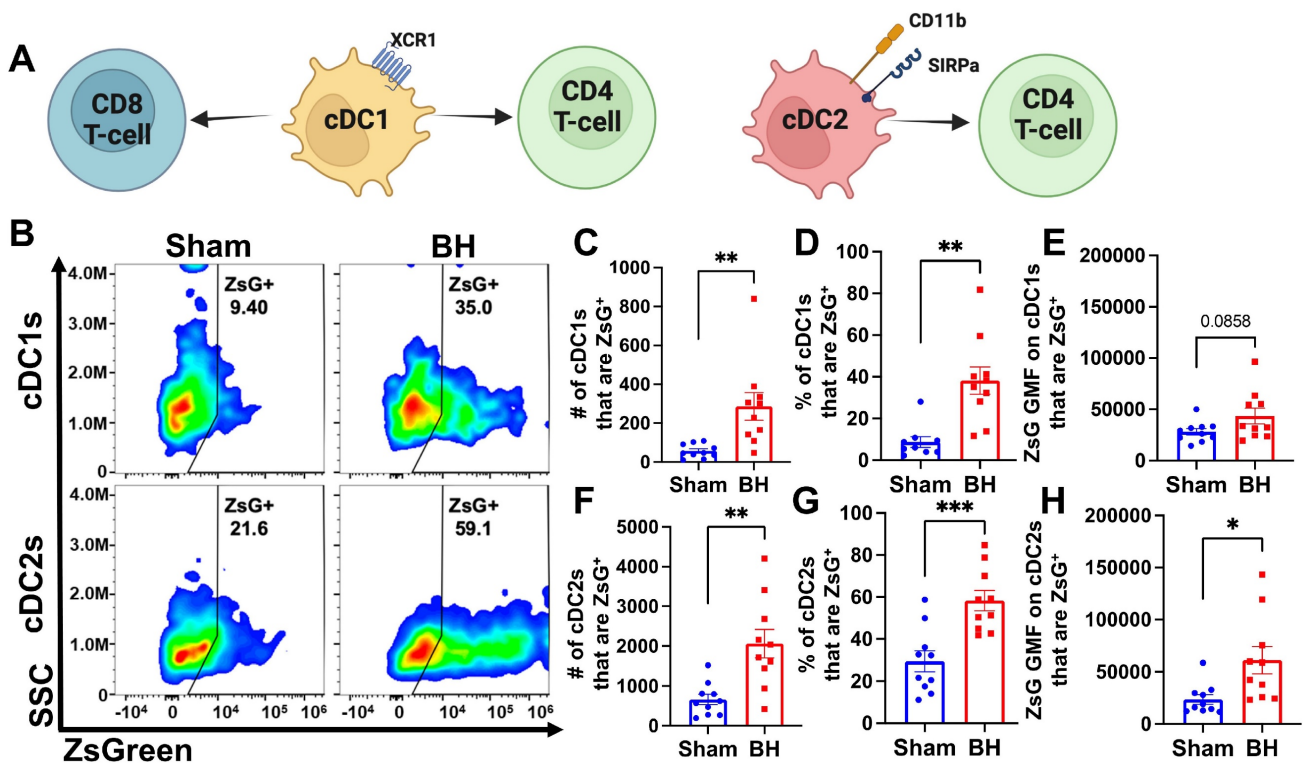 A
CD8
T-cell
XCR1
cDC1
CD4
T-cell
CD11b
SIRPa
cDC2
CD4
T-cell
B
Sham
BH
cDC1s
cDC2s
SSC
4.0M
3.0M
2.0M
1.0M
0
ZsG+
9.40
ZsG+
35.0
4.0M
3.0M
2.0M
1.0M
0
ZsG+
21.6
ZsG+
59.1
-10⁴ 0 10⁴ 10⁵ 10⁶
-10⁴ 0 10⁴ 10⁵ 10⁶
ZsGreen
C
# of cDC1s
that are ZsG⁺
1000
800
600
400
200
0
**
Sham BH
D
% of cDC1s
that are ZsG⁺
100
80
60
40
20
0
**
Sham BH
E
ZsG GMF on cDC1s
that are ZsG⁺
200000
150000
100000
50000
0
0.0858
Sham BH
F
# of cDC2s
that are ZsG⁺
5000
4000
3000
2000
1000
0
**
Sham BH
G
% of cDC2s
that are ZsG⁺
100
80
60
40
20
0
***
Sham BH
H
ZsG GMF on cDC2s
that are ZsG⁺
200000
150000
100000
50000
0
*
Sham BH